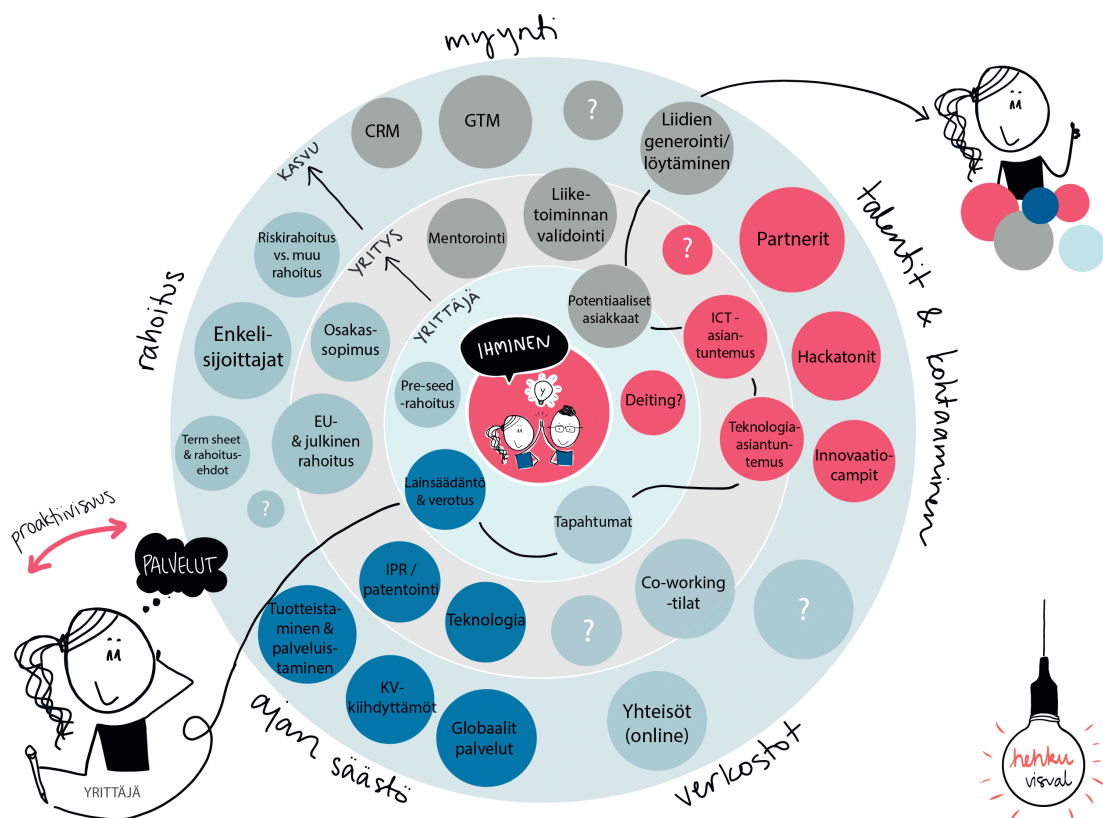 myynti
CRM
GTM
?
Liidien
generointi/
löytäminen
KASVU
Riskirahoitus
vs. muu
rahoitus
YRITYS
Mentorointi
Liike-
toiminnan
validointi
?
Partnerit
talentit & kohtaaminen
rahoitus
Enkeli-
sijoittajat
Osakas-
sopimus
YRITTÄJÄ
Potentiaaliset
asiakkaat
ICT -
asian-
tuntemus
Hackatonit
IHMINEN
Y
Pre-seed
-rahoitus
Deiting?
Term sheet
& rahoitus-
ehdot
EU-
& julkinen
rahoitus
Teknologia-
asiantun-
temus
Innovaatio-
campit
?
Lainsäädäntö
& verotus
Tapahtumat
proaktiivisuus
PALVELUT
IPR /
patentointi
Teknologia
?
Co-working
-tilat
?
Tuotteista-
minen &
palveluis-
taminen
KV-
kiihdyttämöt
Globaalit
palvelut
Yhteisöt
(online)
ajan säästö
verkostot
YRITTÄJÄ
hehku
visval